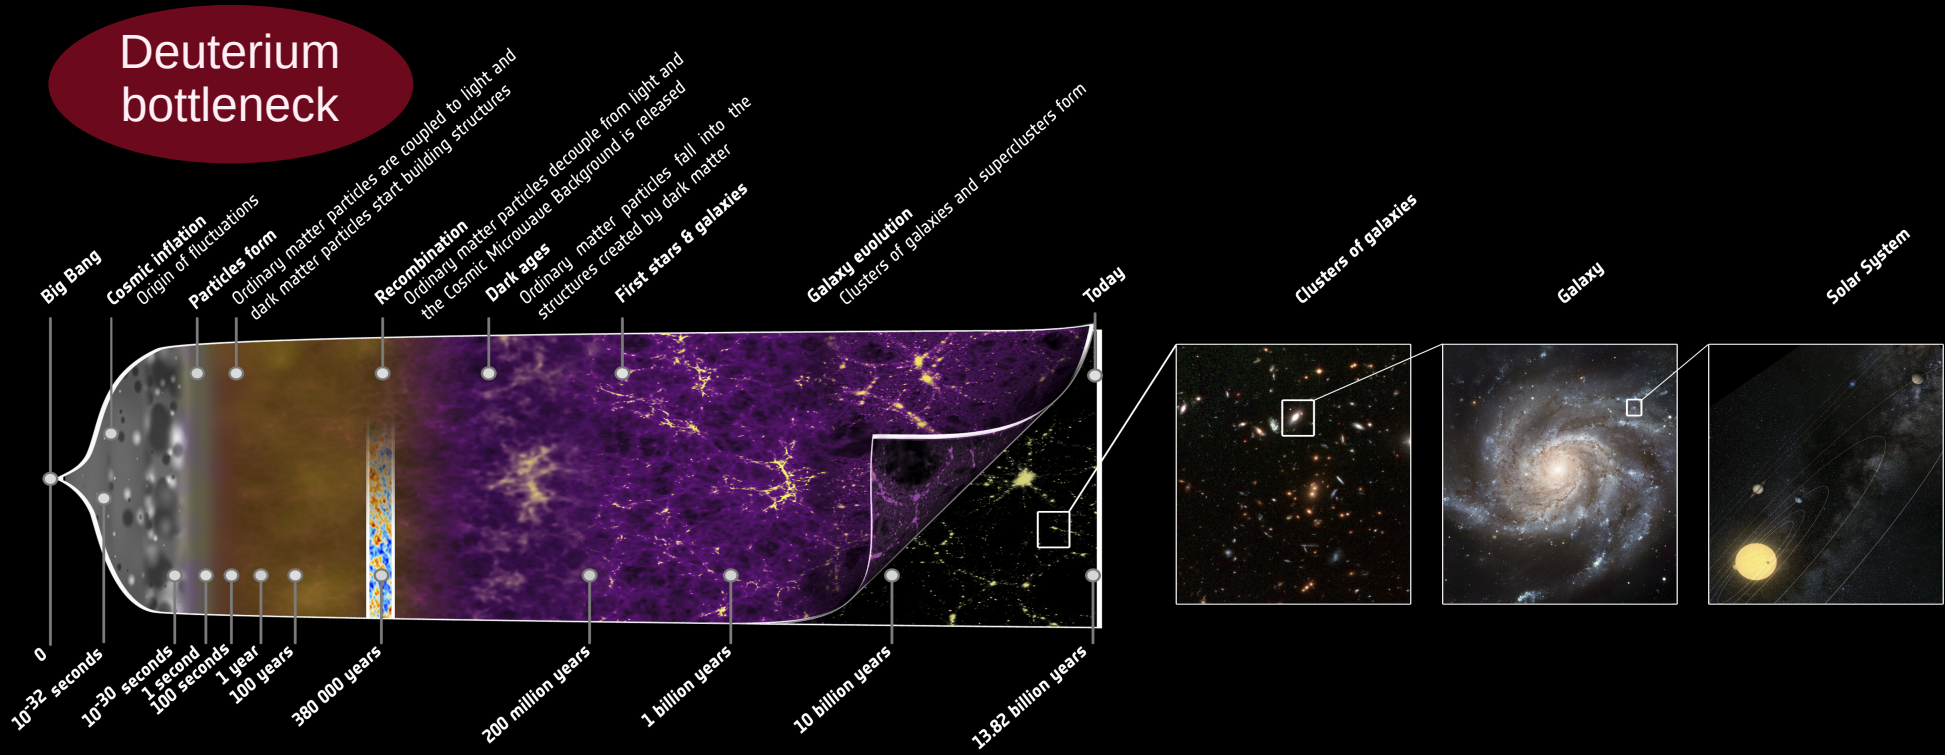 Deuterium
bottleneck
Big Bang
Cosmic inflation
Origin of fluctuations
Particles form
Ordinary matter particles are coupled to light and
dark matter particles start building structures
Recombination
Ordinary matter particles decouple from light and
the Cosmic Microwave Background is released
Dark ages
Ordinary matter particles fall into the
structures created by dark matter
First stars & galaxies
Galaxy evolution
Clusters of galaxies and superclusters form
Today
Clusters of galaxies
Galaxy
Solar System
0
10-32 seconds
10-30 seconds
1 second
100 seconds
1 year
100 years
380 000 years
200 million years
1 billion years
10 billion years
13.82 billion years